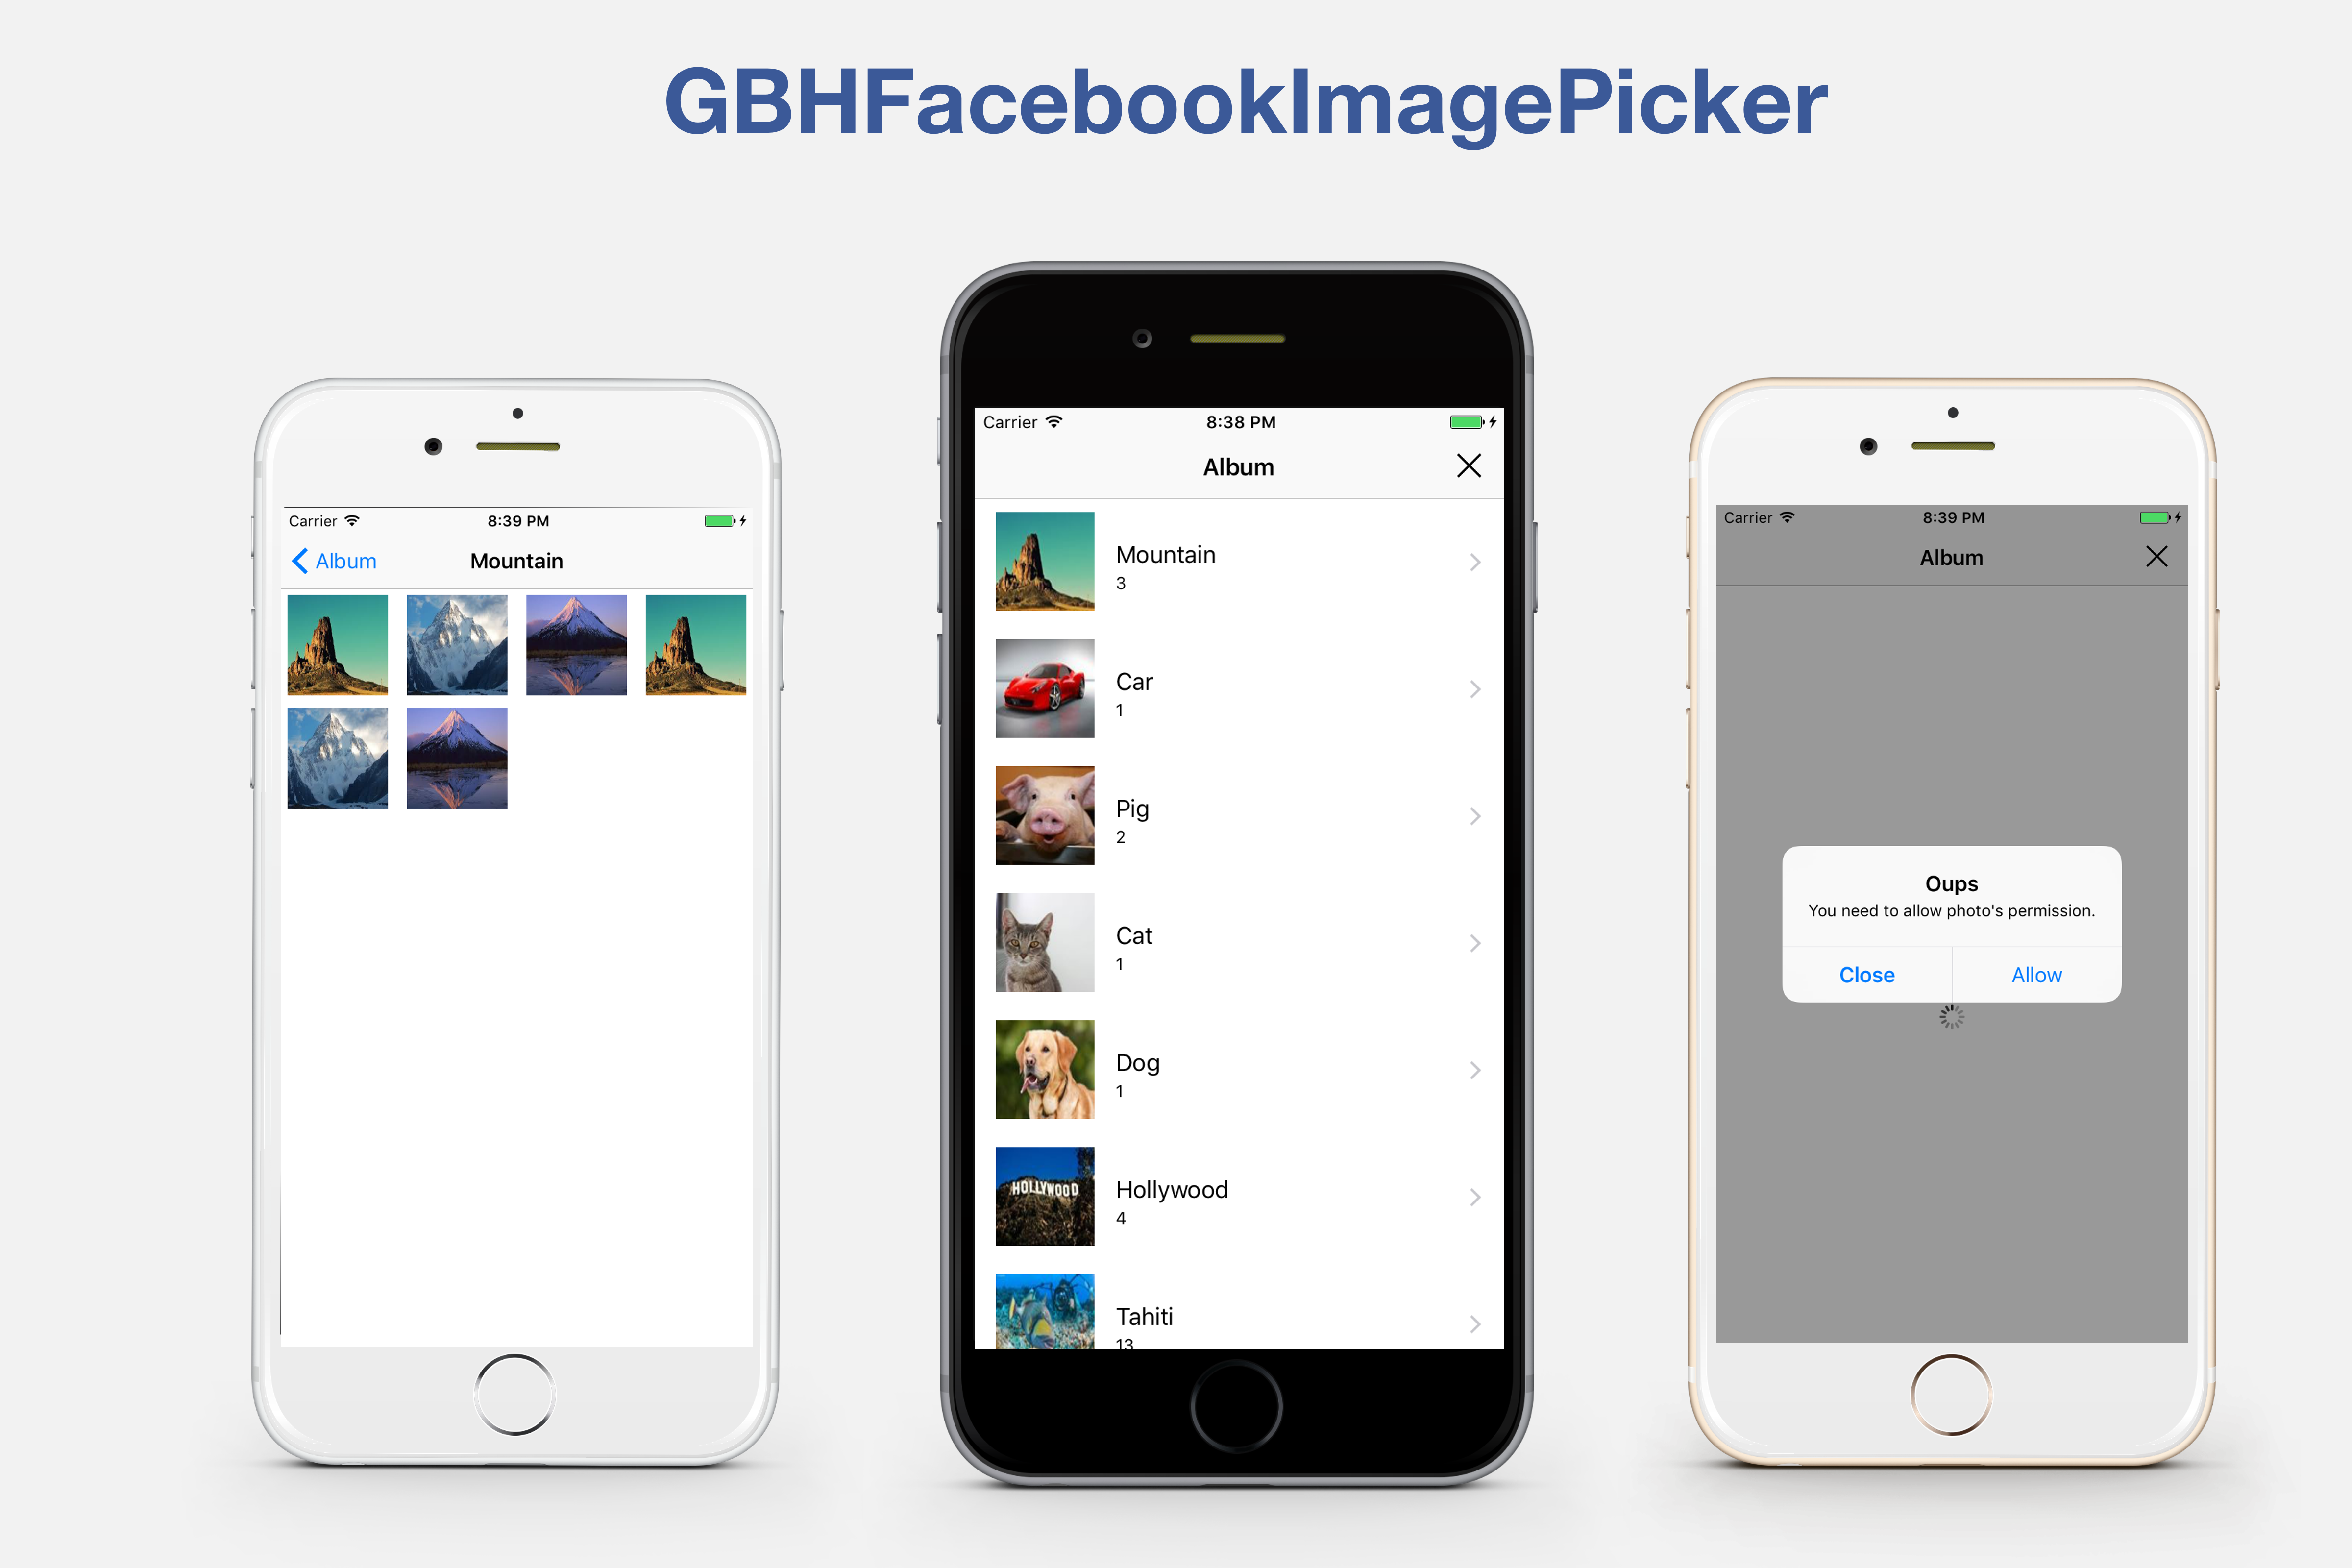 GBHFacebookImagePicker
Carrier 8:39 PM
Album Mountain
Carrier 8:38 PM
Album
Mountain
3
Car
1
Pig
2
Cat
1
Dog
1
HOLLYWOOD
Hollywood
4
Tahiti
13
Carrier 8:39 PM
Album
Oups
You need to allow photo's permission.
Close Allow